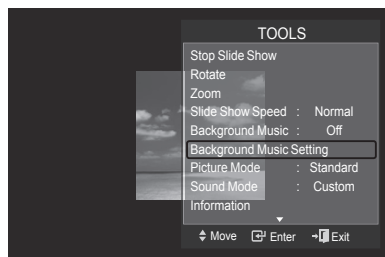 TOOLS
Stop Slide Show
Rotate
Zoom
Slide Show Speed : Normal
Background Music : Off
Background Music Setting
Picture Mode : Standard
Sound Mode : Custom
Information
Move Enter Exit